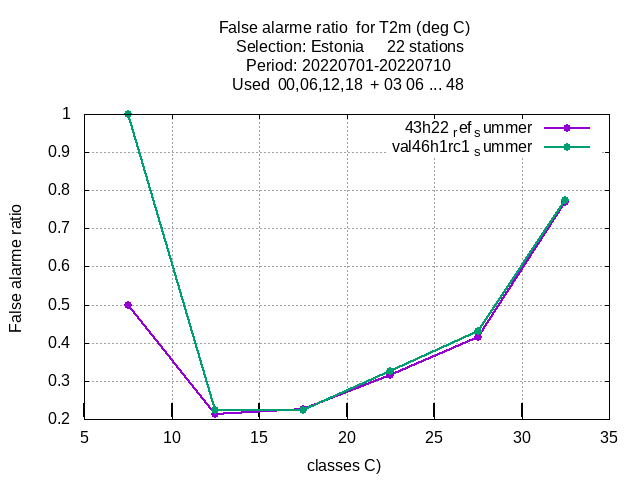 False alarme ratio  for T2m (deg C)
Selection: Estonia     22 stations
Period: 20220701-20220710
Used  00,06,12,18  + 03 06 ... 48
43h22 ref summer
val46h1rc1 summer
1
0.9
0.8
0.7
0.6
0.5
0.4
0.3
0.2
False alarme ratio
5 10 15 20 25 30 35
classes C)